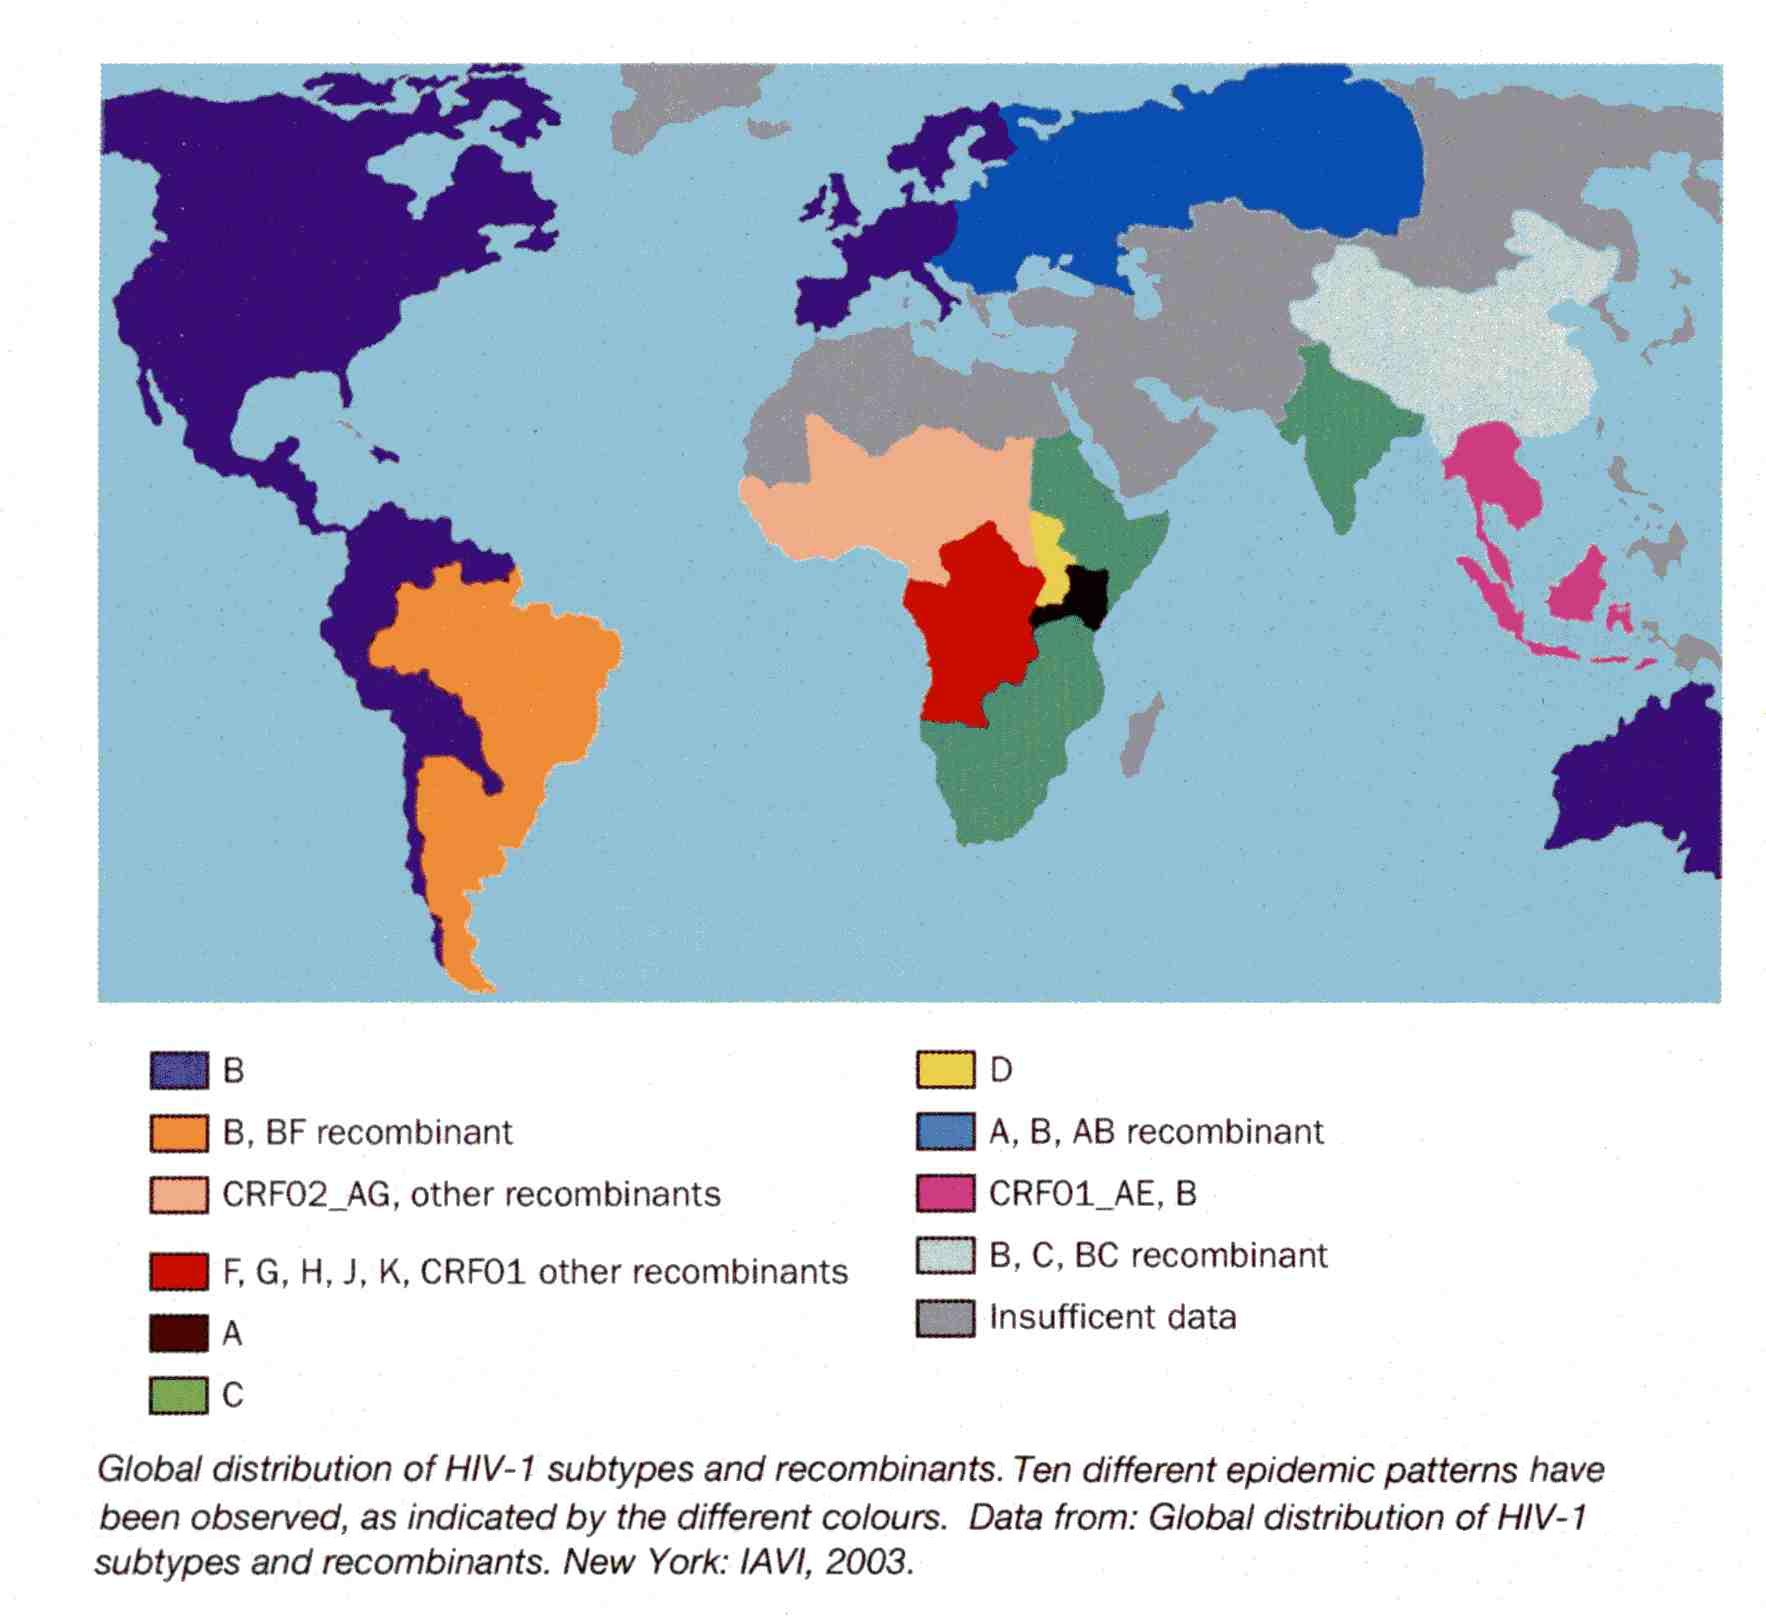 B
B, BF recombinant
CRF02_AG, other recombinants
F, G, H, J, K, CRF01 other recombinants
A
C
D
A, B, AB recombinant
CRF01_AE, B
B, C, BC recombinant
Insufficent data
Global distribution of HIV-1 subtypes and recombinants. Ten different epidemic patterns have
been observed, as indicated by the different colours. Data from: Global distribution of HIV-1
subtypes and recombinants. New York: IAVI, 2003.